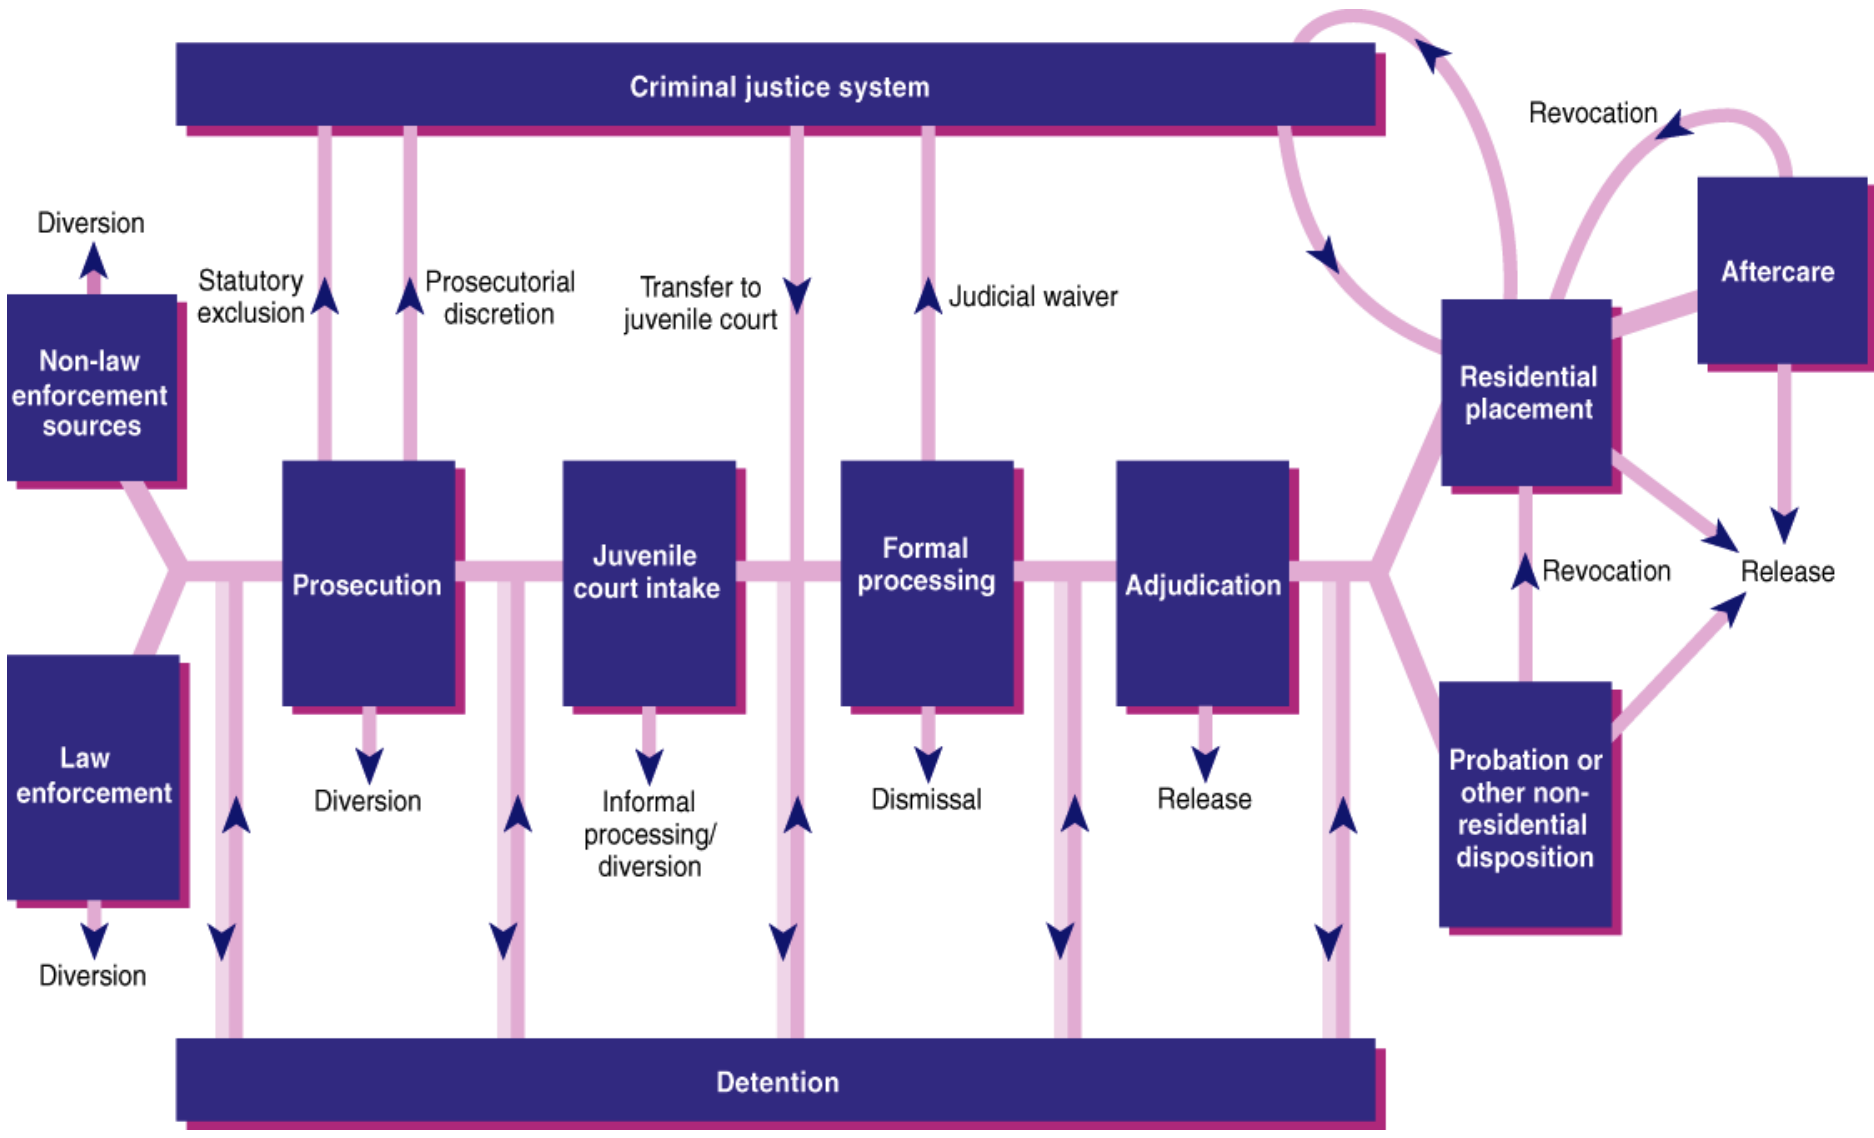 Criminal justice system
Revocation
Diversion
Statutory
exclusion
Prosecutorial
discretion
Transfer to
juvenile court
Judicial waiver
Aftercare
Non-law
enforcement
sources
Residential
placement
Prosecution
Juvenile
court intake
Formal
processing
Adjudication
Revocation
Release
Law
enforcement
Diversion
Informal
processing/
diversion
Dismissal
Release
Probation or
other non-
residential
disposition
Diversion
Detention